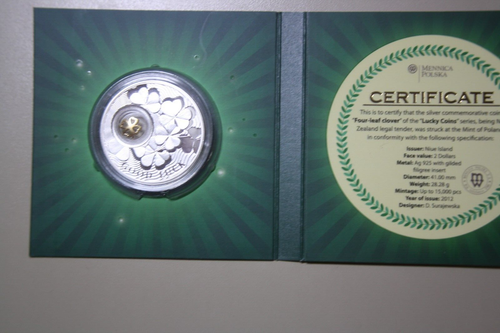 MENNICA
POLSKA
CERTIFICATE
This is to certify that the silver commemorative coin
"Four-leaf clover" of the "Lucky Coins" series, being
Zealand legal tender, was struck at the Mint of
in conformity with the following specification:
Issuer: Niue Island
Face value: 2 Dollars
Metal: Ag 925 with gilded
filigree insert
Diameter: 41.00 mm
Weight: 28.28 g
Mintage: Up to 15,000 pcs
Year of Issue: 2012
Designer: D. Surajewska